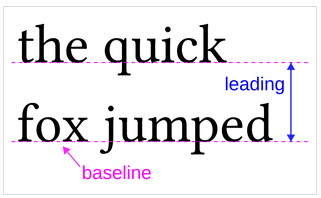 the quick
leading
fox jumped
baseline